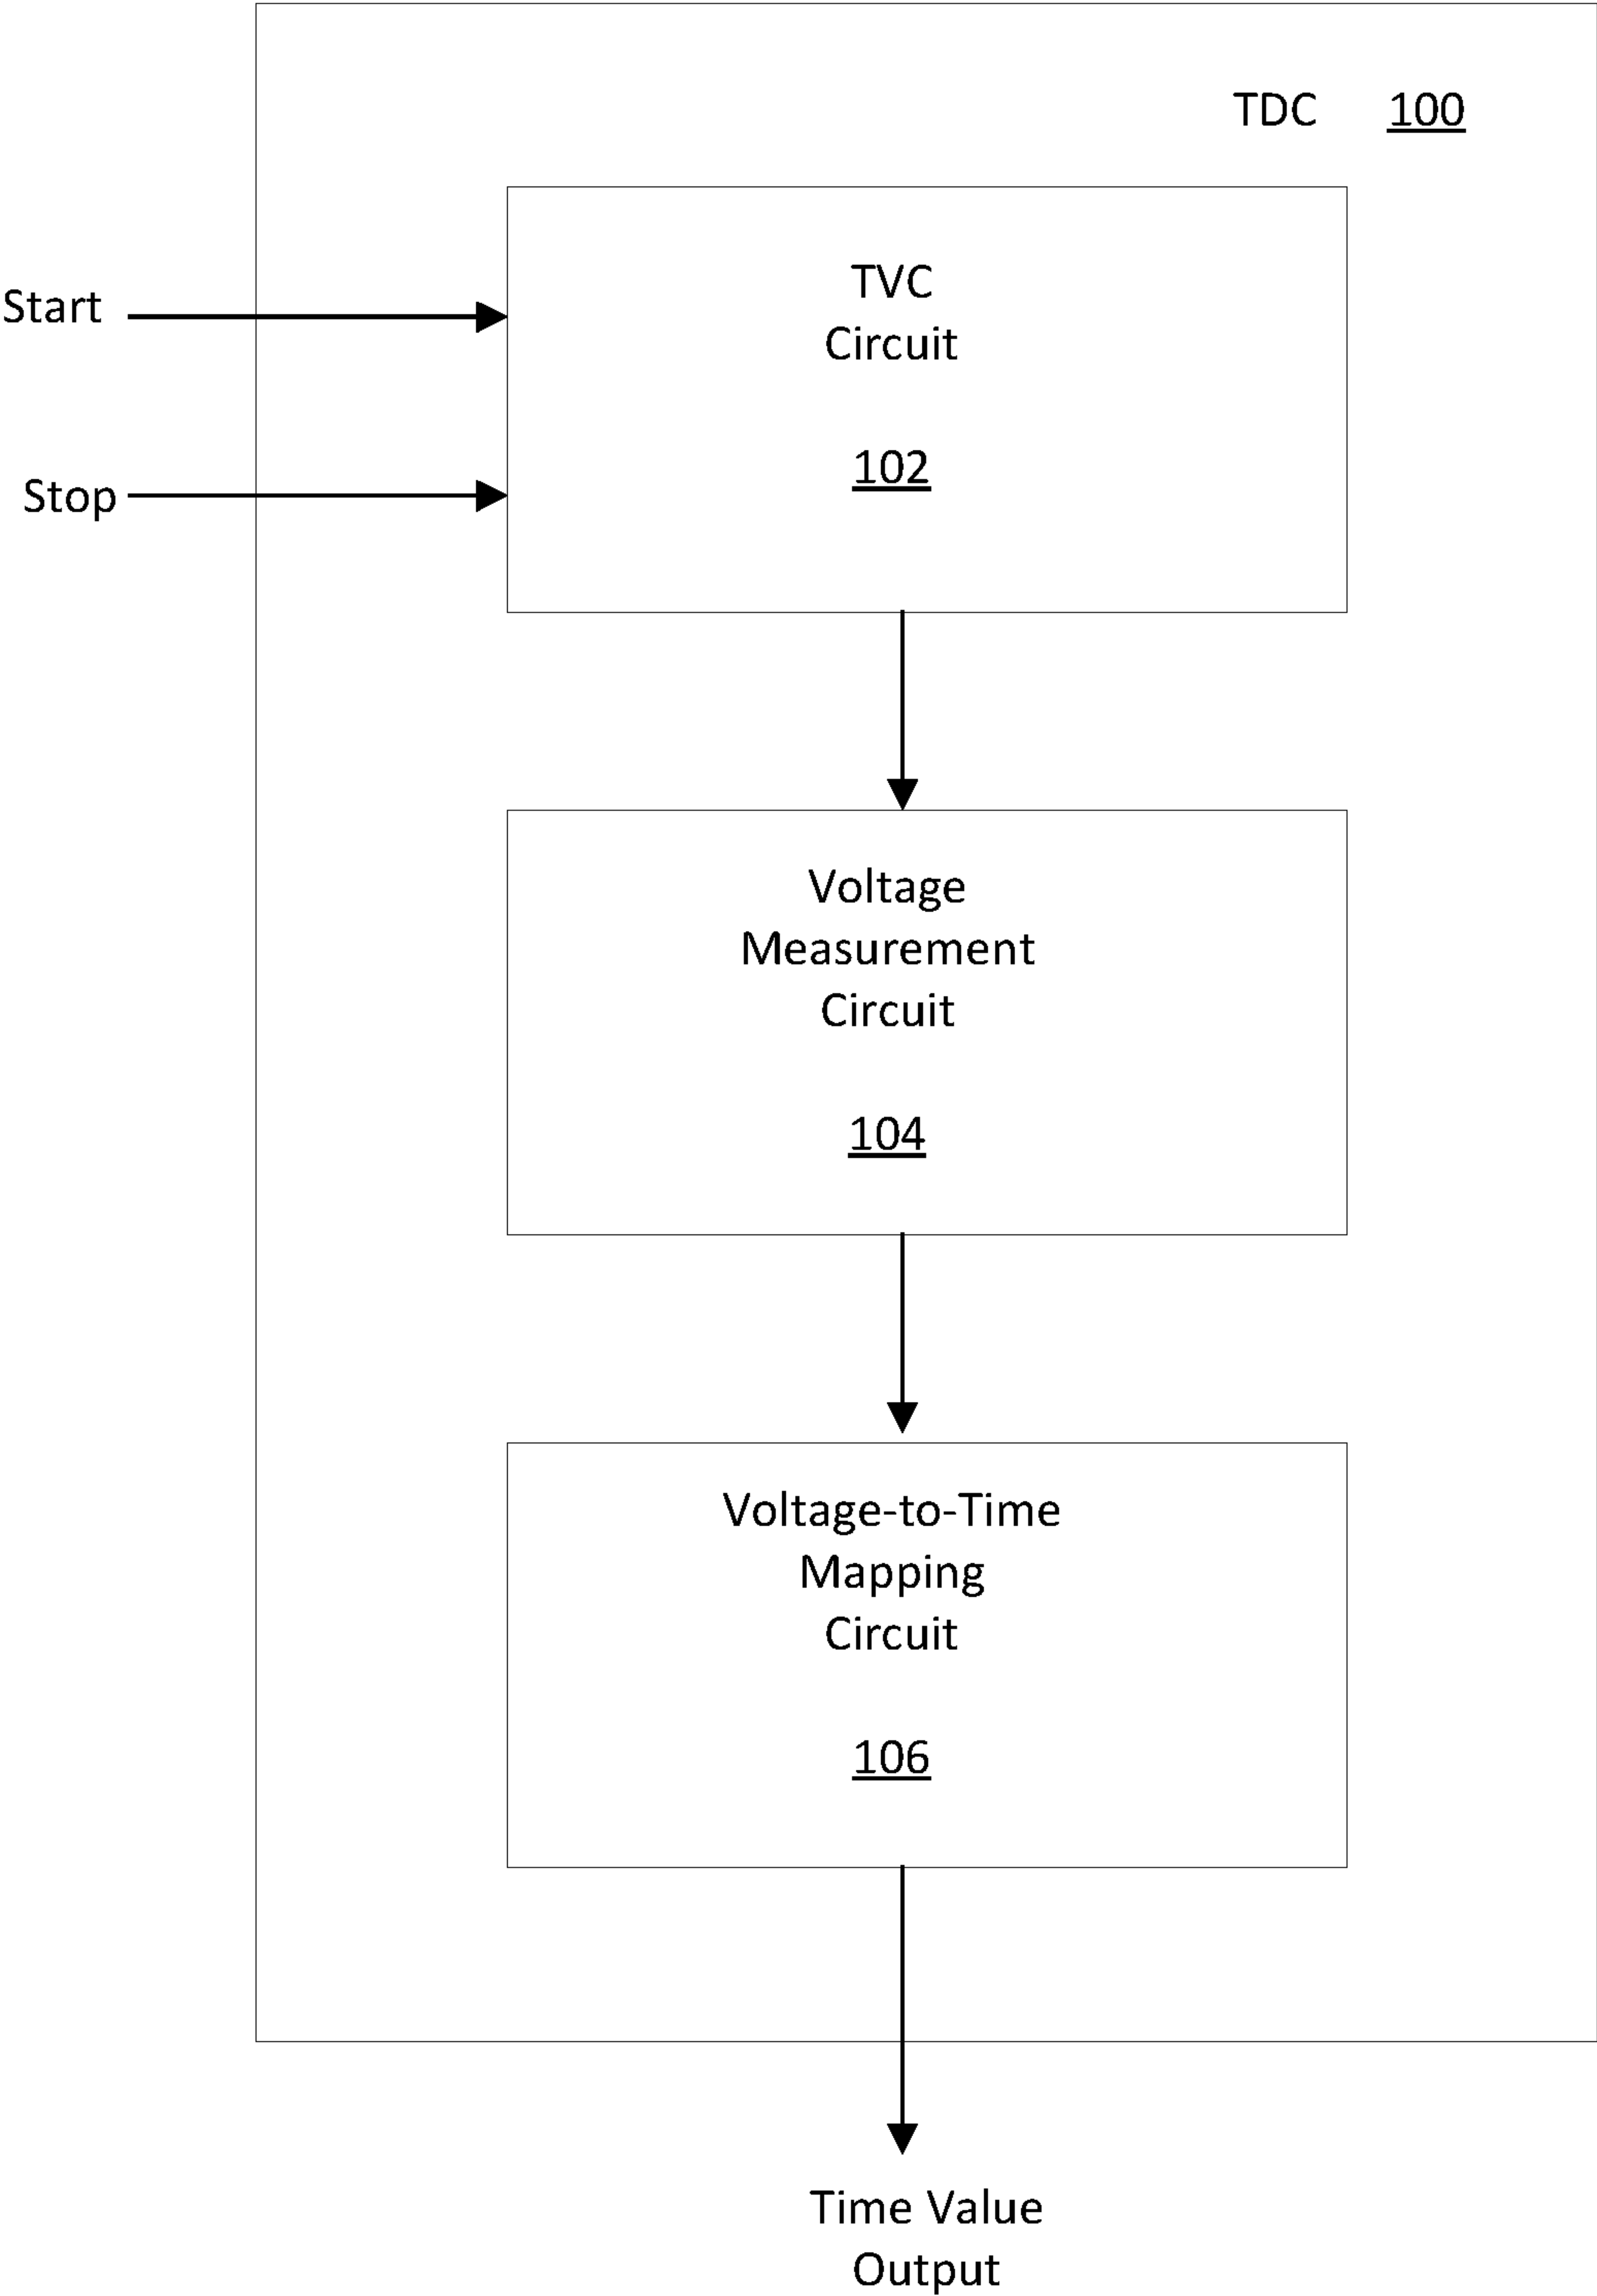 TDC 100
TVC
Circuit
102
Start
Stop
Voltage
Measurement
Circuit
104
Voltage-to-Time
Mapping
Circuit
106
Time Value
Output